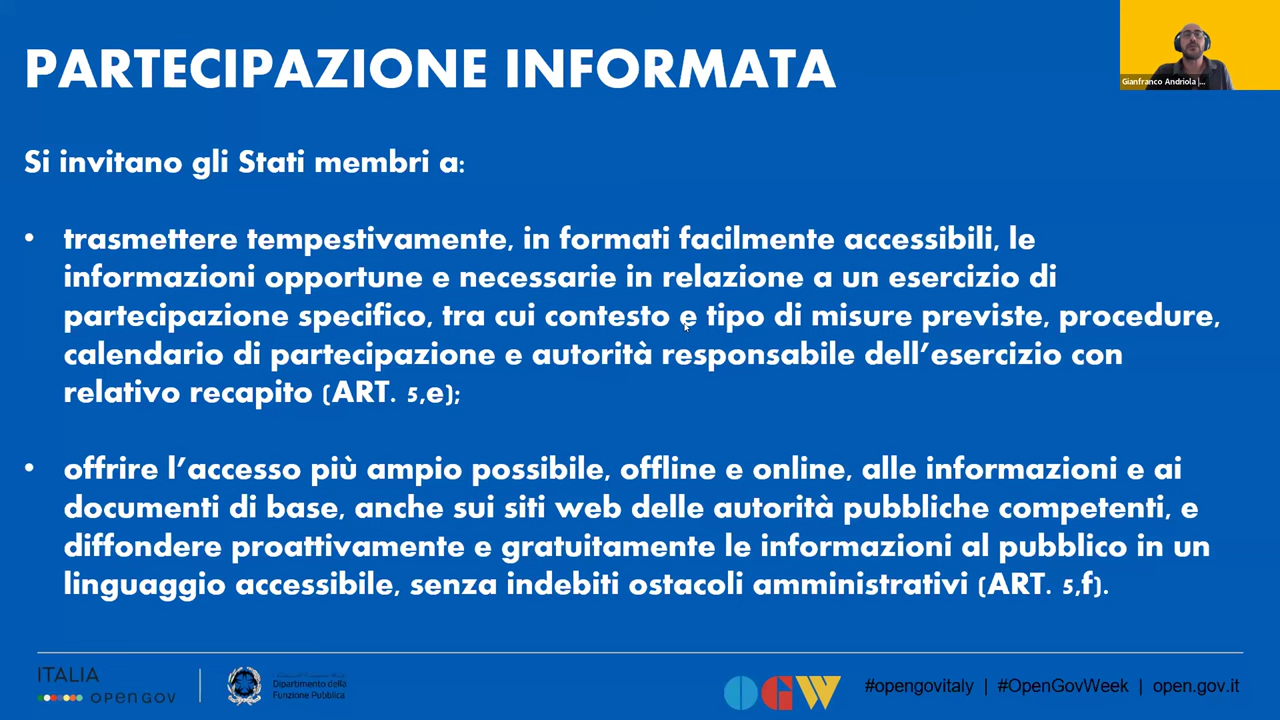 PARTECIPAZIONE INFORMATA
Gianfranco Andriola |...
Si invitano gli Stati membri a:
• trasmettere tempestivamente, in formati facilmente accessibili, le
informazioni opportune e necessarie in relazione a un esercizio di
partecipazione specifico, tra cui contesto e tipo di misure previste, procedure,
calendario di partecipazione e autorità responsabile dell’esercizio con
relativo recapito (ART. 5,e);
• offrire l’accesso più ampio possibile, offline e online, alle informazioni e ai
documenti di base, anche sui siti web delle autorità pubbliche competenti, e
diffondere proattivamente e gratuitamente le informazioni al pubblico in un
linguaggio accessibile, senza indebiti ostacoli amministrativi (ART. 5,f).
ITALIA
OPEN GOV
Dipartimento della
Funzione Pubblica
OGW
#opengovitaly | #OpenGovWeek | open.gov.it